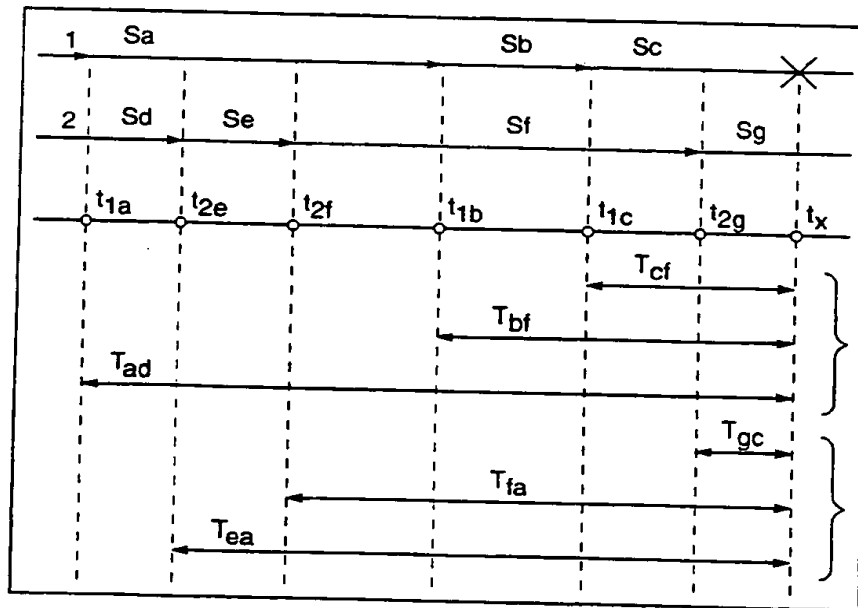 1 Sa Sb Sc
2 Sd Se Sf Sg
t1a t2e t2f t1b t1c t2g tx
Tcf
Tbf
Tad
Tgc
Tfa
Tea